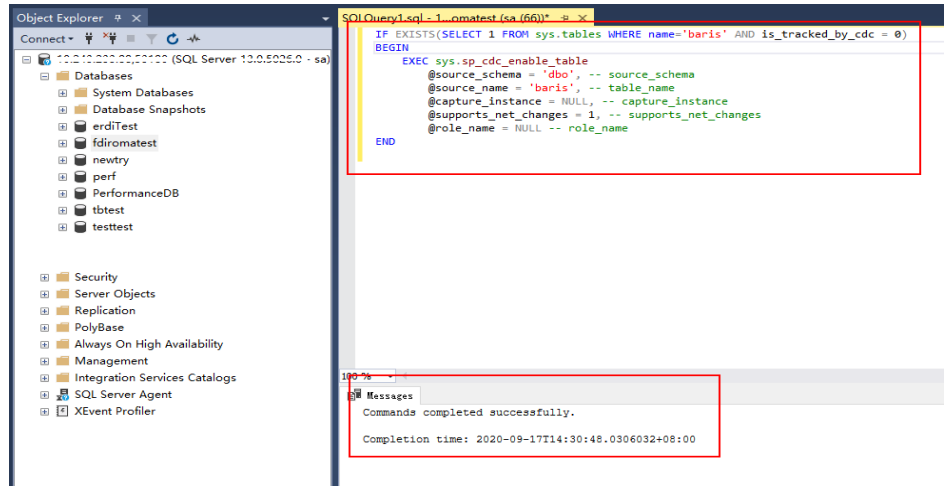 Object Explorer
Connect
(SQL Server - sa)
Databases
System Databases
Database Snapshots
erdiTest
fdiromatest
newtry
perf
PerformanceDB
tbtest
testtest
Security
Server Objects
Replication
PolyBase
Always On High Availability
Management
Integration Services Catalogs
SQL Server Agent
XEvent Profiler
SQLQuery1.sql - 1...omatest (sa (66))*
IF EXISTS(SELECT 1 FROM sys.tables WHERE name='baris' AND is_tracked_by_cdc = 0)
BEGIN
EXEC sys.sp_cdc_enable_table
@source_schema = 'dbo', -- source_schema
@source_name = 'baris', -- table_name
@capture_instance = NULL, -- capture_instance
@supports_net_changes = 1, -- supports_net_changes
@role_name = NULL -- role_name
END
100 %
Messages
Commands completed successfully.
Completion time: 2020-09-17T14:30:48.0306032+08:00